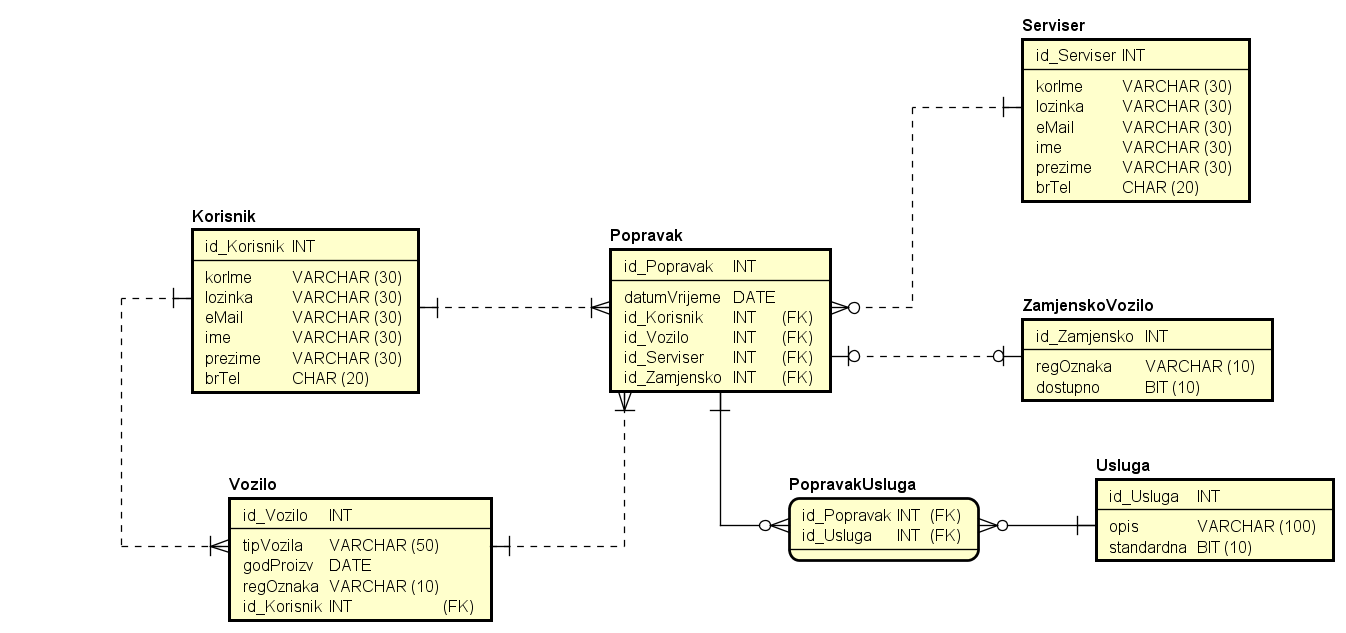 Serviser
id_Serviser INT
korIme VARCHAR (30)
lozinka VARCHAR (30)
eMail VARCHAR (30)
ime VARCHAR (30)
prezime VARCHAR (30)
brTel CHAR (20)
Korisnik
id_Korisnik INT
korIme VARCHAR (30)
lozinka VARCHAR (30)
eMail VARCHAR (30)
ime VARCHAR (30)
prezime VARCHAR (30)
brTel CHAR (20)
Popravak
id_Popravak INT
datumVrijeme DATE
id_Korisnik INT (FK)
id_Vozilo INT (FK)
id_Serviser INT (FK)
id_Zamjensko INT (FK)
ZamjenskoVozilo
id_Zamjensko INT
regOznaka VARCHAR (10)
dostupno BIT (10)
Vozilo
id_Vozilo INT
tipVozila VARCHAR (50)
godProizv DATE
regOznaka VARCHAR (10)
id_Korisnik INT (FK)
PopravakUsluga
id_Popravak INT (FK)
id_Usluga INT (FK)
Usluga
id_Usluga INT
opis VARCHAR (100)
standardna BIT (10)